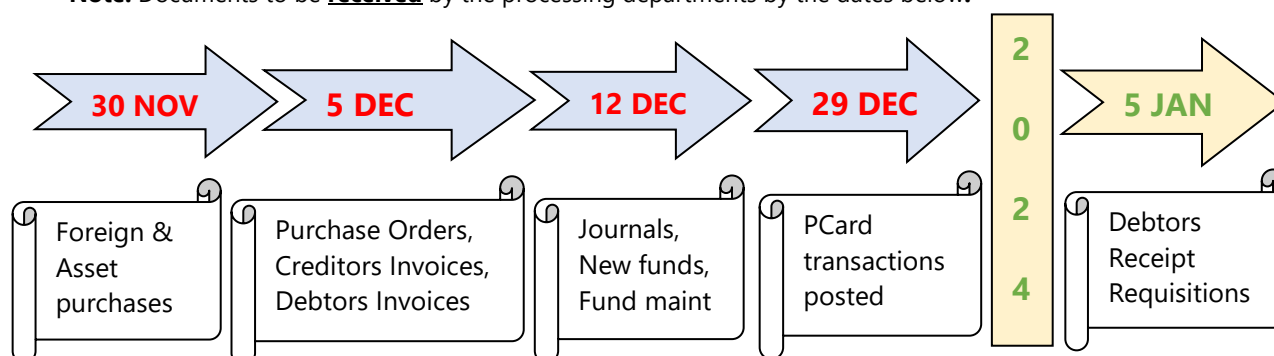 Note: Documents to be received by the processing departments by the dates below.
30 NOV
5 DEC
12 DEC
29 DEC
2
0
2
4
5 JAN
Foreign &
Asset
purchases
Purchase Orders,
Creditors Invoices,
Debtors Invoices
Journals,
New funds,
Fund maint
PCard
transactions
posted
Debtors
Receipt
Requisitions